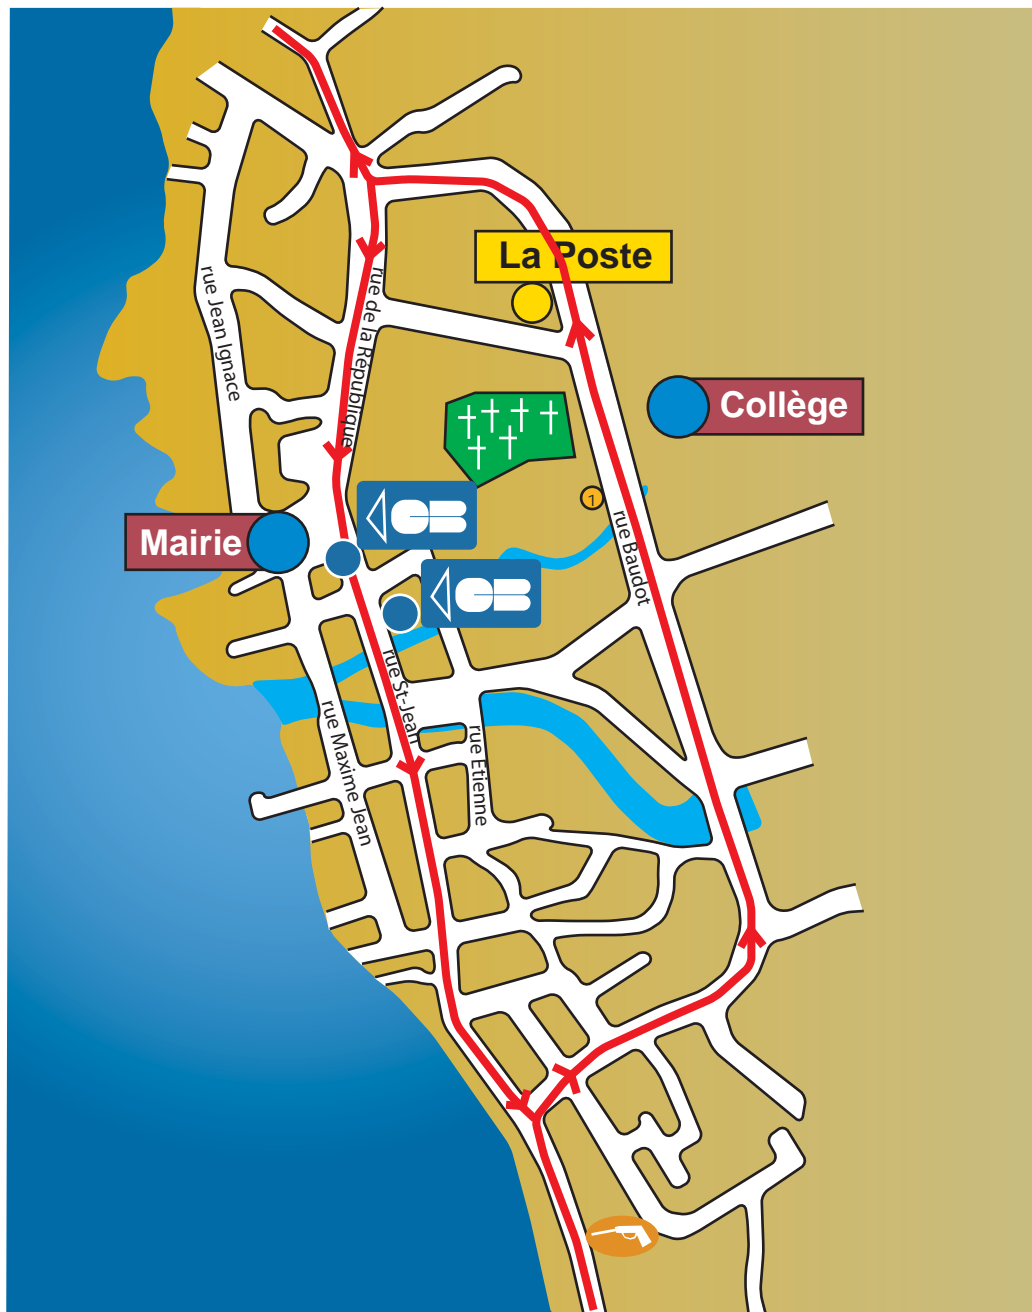 La Poste
rue Jean Ignace
rue de la République
Collège
1
Mairie
rue Baudot
rue St-Jean
rue Maxime Jean
rue Etienne